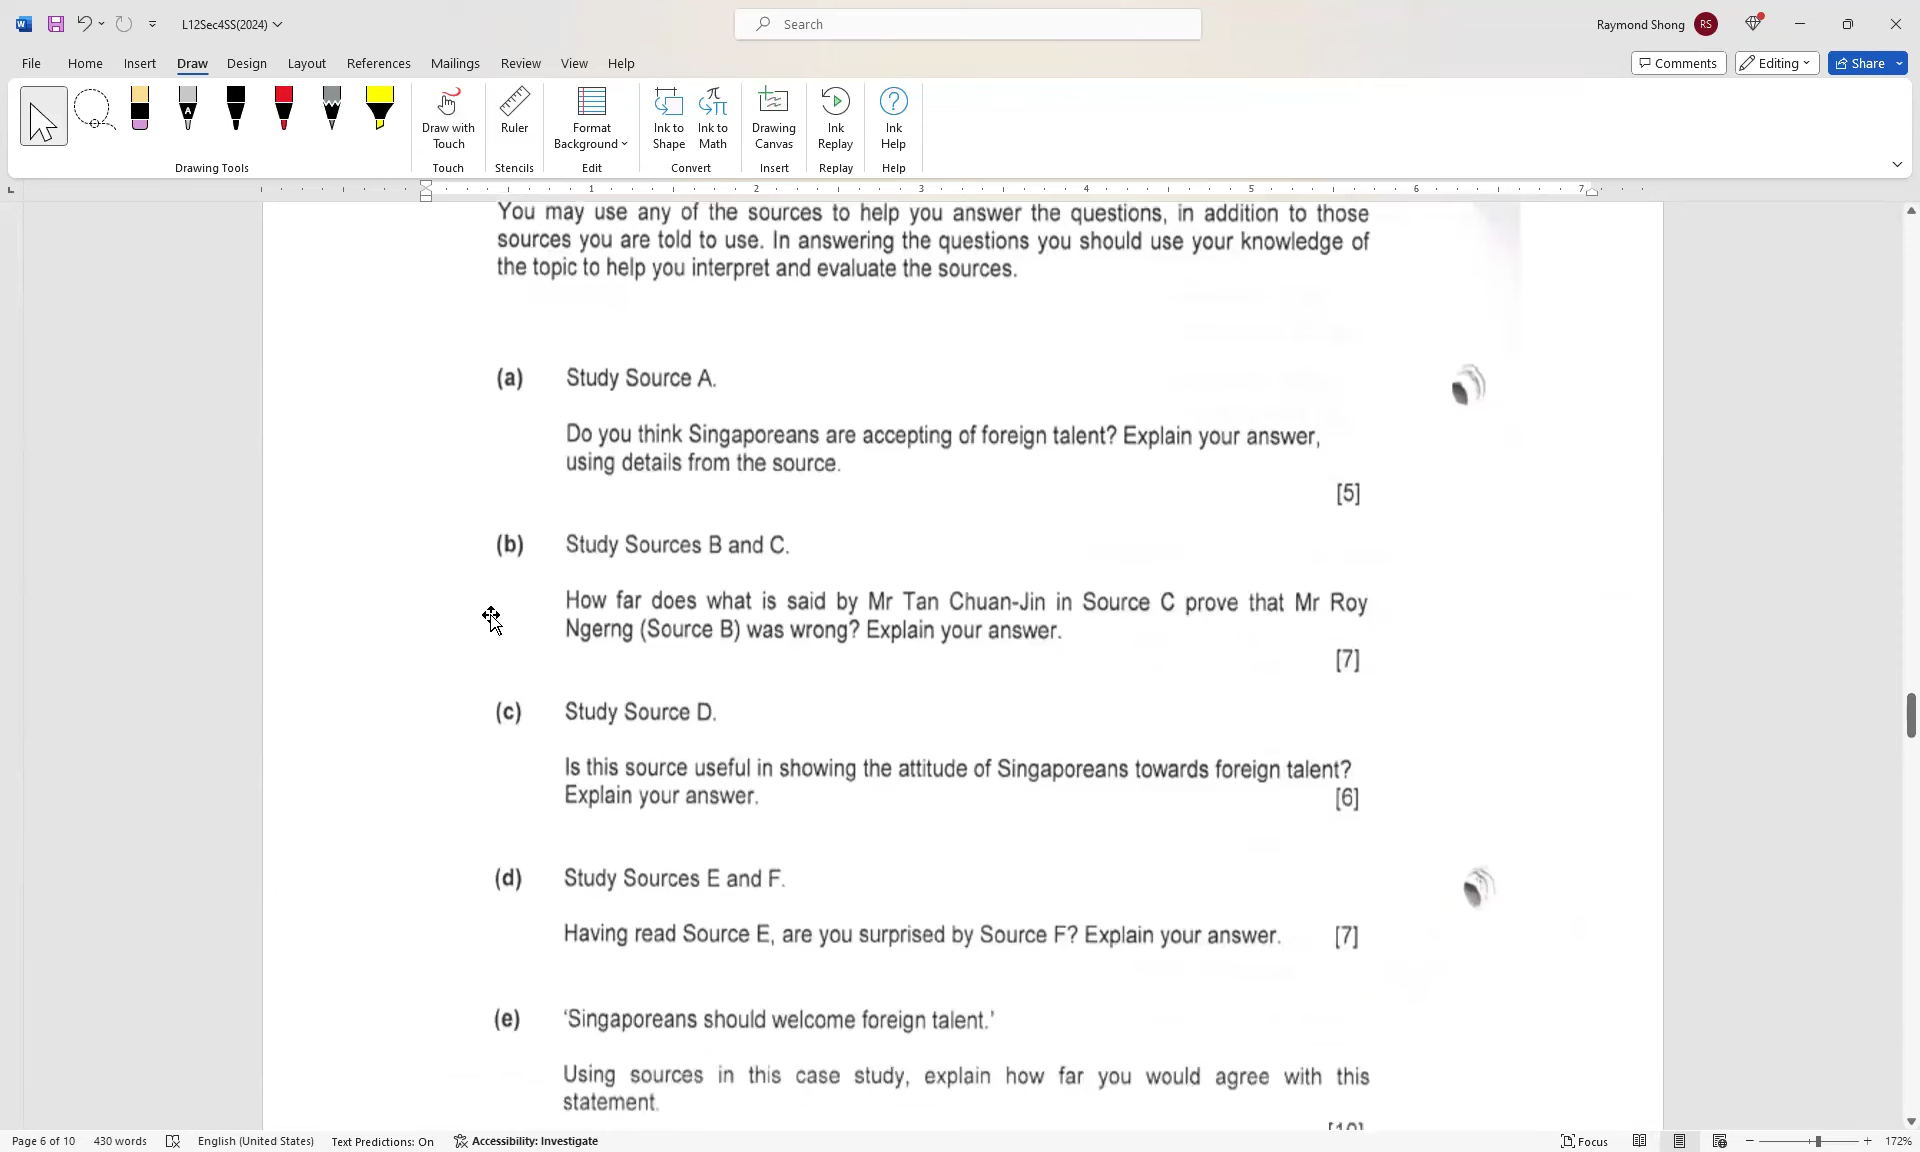 L12Sec4SS(2024)
Search
Raymond Shong
RS
File Home Insert Draw Design Layout References Mailings Review View Help
Comments Editing Share
Draw with Touch
Ruler
Format Background
Ink to Shape
Ink to Math
Drawing Canvas
Ink Replay
Ink Help
Drawing Tools Touch Stencils Edit Convert Insert Replay Help
1 2 3 4 5 6 7
You may use any of the sources to help you answer the questions, in addition to those
sources you are told to use. In answering the questions you should use your knowledge of
the topic to help you interpret and evaluate the sources.
(a) Study Source A.
Do you think Singaporeans are accepting of foreign talent? Explain your answer,
using details from the source.
[5]
(b) Study Sources B and C.
How far does what is said by Mr Tan Chuan-Jin in Source C prove that Mr Roy
Ngerng (Source B) was wrong? Explain your answer.
[7]
(c) Study Source D.
Is this source useful in showing the attitude of Singaporeans towards foreign talent?
Explain your answer. [6]
(d) Study Sources E and F.
Having read Source E, are you surprised by Source F? Explain your answer. [7]
(e) ‘Singaporeans should welcome foreign talent.’
Using sources in this case study, explain how far you would agree with this
statement.
[10]
Page 6 of 10 430 words English (United States) Text Predictions: On Accessibility: Investigate Focus 172%